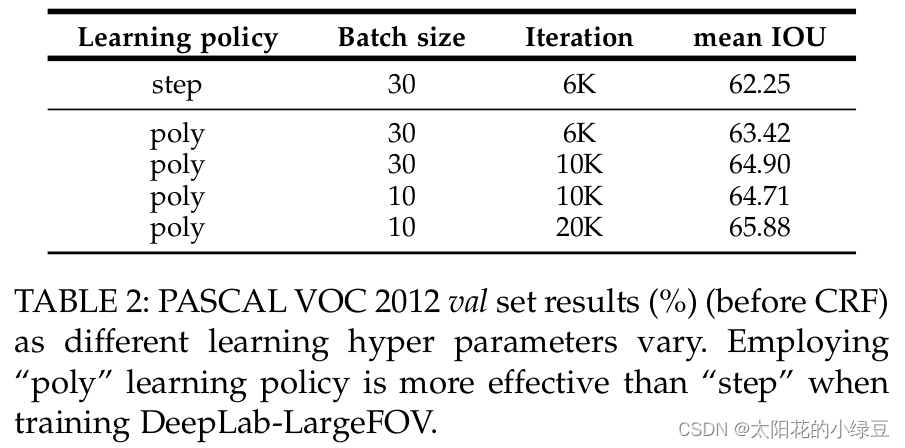 Learning policy Batch size Iteration mean IOU
step 30 6K 62.25
poly 30 6K 63.42
poly 30 10K 64.90
poly 10 10K 64.71
poly 10 20K 65.88
TABLE 2: PASCAL VOC 2012 val set results (%) (before CRF)
as different learning hyper parameters vary. Employing
“poly” learning policy is more effective than “step” when
training DeepLab-LargeFOV.
CSDN @太阳花的小绿豆